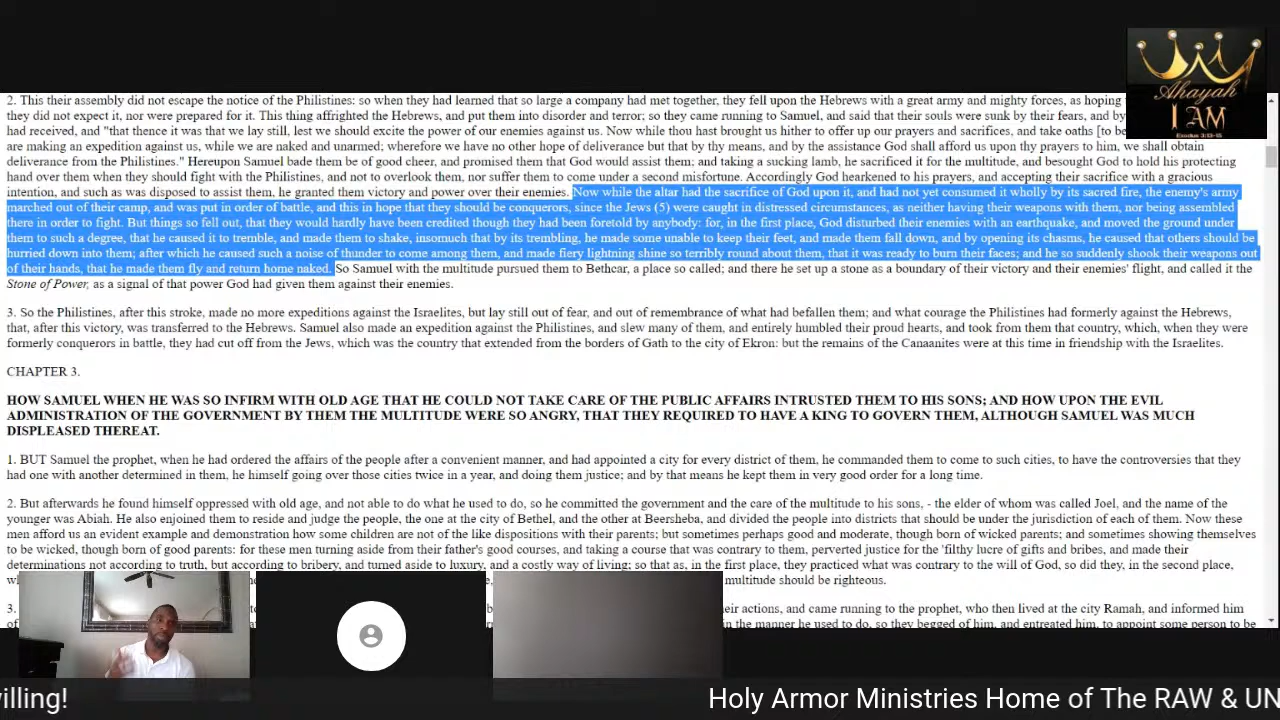 Ahayah
I AM
Exodus 3:13-15
2. This their assembly did not escape the notice of the Philistines: so when they had learned that so large a company had met together, they fell upon the Hebrews with a great army and mighty forces, as hoping
they did not expect it, nor were prepared for it. This thing affrighted the Hebrews, and put them into disorder and terror; so they came running to Samuel, and said that their souls were sunk by their fears, and by
had received, and "that thence it was that we lay still, lest we should excite the power of our enemies against us. Now while thou hast brought us hither to offer up our prayers and sacrifices, and take oaths [to be
are making an expedition against us, while we are naked and unarmed; wherefore we have no other hope of deliverance but that by thy means, and by the assistance God shall afford us upon thy prayers to him, we shall obtain
deliverance from the Philistines." Hereupon Samuel bade them be of good cheer, and promised them that God would assist them; and taking a sucking lamb, he sacrificed it for the multitude, and besought God to hold his protecting
hand over them when they should fight with the Philistines, and not to overlook them, nor suffer them to come under a second misfortune. Accordingly God hearkened to his prayers, and accepting their sacrifice with a gracious
intention, and such as was disposed to assist them, he granted them victory and power over their enemies. Now while the altar had the sacrifice of God upon it, and had not yet consumed it wholly by its sacred fire, the enemy's army
marched out of their camp, and was put in order of battle, and this in hope that they should be conquerors, since the Jews (5) were caught in distressed circumstances, as neither having their weapons with them, nor being assembled
there in order to fight. But things so fell out, that they would hardly have been credited though they had been foretold by anybody: for, in the first place, God disturbed their enemies with an earthquake, and moved the ground under
them to such a degree, that he caused it to tremble, and made them to shake, insomuch that by its trembling, he made some unable to keep their feet, and made them fall down, and by opening its chasms, he caused that others should be
hurried down into them; after which he caused such a noise of thunder to come among them, and made fiery lightning shine so terribly round about them, that it was ready to burn their faces; and he so suddenly shook their weapons out
of their hands, that he made them fly and return home naked. So Samuel with the multitude pursued them to Bethcar, a place so called; and there he set up a stone as a boundary of their victory and their enemies' flight, and called it the
Stone of Power, as a signal of that power God had given them against their enemies.
3. So the Philistines, after this stroke, made no more expeditions against the Israelites, but lay still out of fear, and out of remembrance of what had befallen them; and what courage the Philistines had formerly against the Hebrews,
that, after this victory, was transferred to the Hebrews. Samuel also made an expedition against the Philistines, and slew many of them, and entirely humbled their proud hearts, and took from them that country, which, when they were
formerly conquerors in battle, they had cut off from the Jews, which was the country that extended from the borders of Gath to the city of Ekron: but the remains of the Canaanites were at this time in friendship with the Israelites.
CHAPTER 3.
HOW SAMUEL WHEN HE WAS SO INFIRM WITH OLD AGE THAT HE COULD NOT TAKE CARE OF THE PUBLIC AFFAIRS INTRUSTED THEM TO HIS SONS; AND HOW UPON THE EVIL
ADMINISTRATION OF THE GOVERNMENT BY THEM THE MULTITUDE WERE SO ANGRY, THAT THEY REQUIRED TO HAVE A KING TO GOVERN THEM, ALTHOUGH SAMUEL WAS MUCH
DISPLEASED THEREAT.
1. BUT Samuel the prophet, when he had ordered the affairs of the people after a convenient manner, and had appointed a city for every district of them, he commanded them to come to such cities, to have the controversies that they
had one with another determined in them, he himself going over those cities twice in a year, and doing them justice; and by that means he kept them in very good order for a long time.
2. But afterwards he found himself oppressed with old age, and not able to do what he used to do, so he committed the government and the care of the multitude to his sons, - the elder of whom was called Joel, and the name of the
younger was Abiah. He also enjoined them to reside and judge the people, the one at the city of Bethel, and the other at Beersheba, and divided the people into districts that should be under the jurisdiction of each of them. Now these
men afford us an evident example and demonstration how some children are not of the like dispositions with their parents; but sometimes perhaps good and moderate, though born of wicked parents; and sometimes showing themselves
to be wicked, though born of good parents: for these men turning aside from their father's good courses, and taking a course that was contrary to them, perverted justice for the 'filthy lucre of gifts and bribes, and made their
determinations not according to truth, but according to bribery, and turned aside to luxury, and a costly way of living; so that as, in the first place, they practiced what was contrary to the will of God, so did they, in the second place,
multitude should be righteous.
3. their actions, and came running to the prophet, who then lived at the city Ramah, and informed him
in the manner he used to do, so they begged of him, and entreated him, to appoint some person to be
illing!
Holy Armor Ministries Home of The RAW & UN